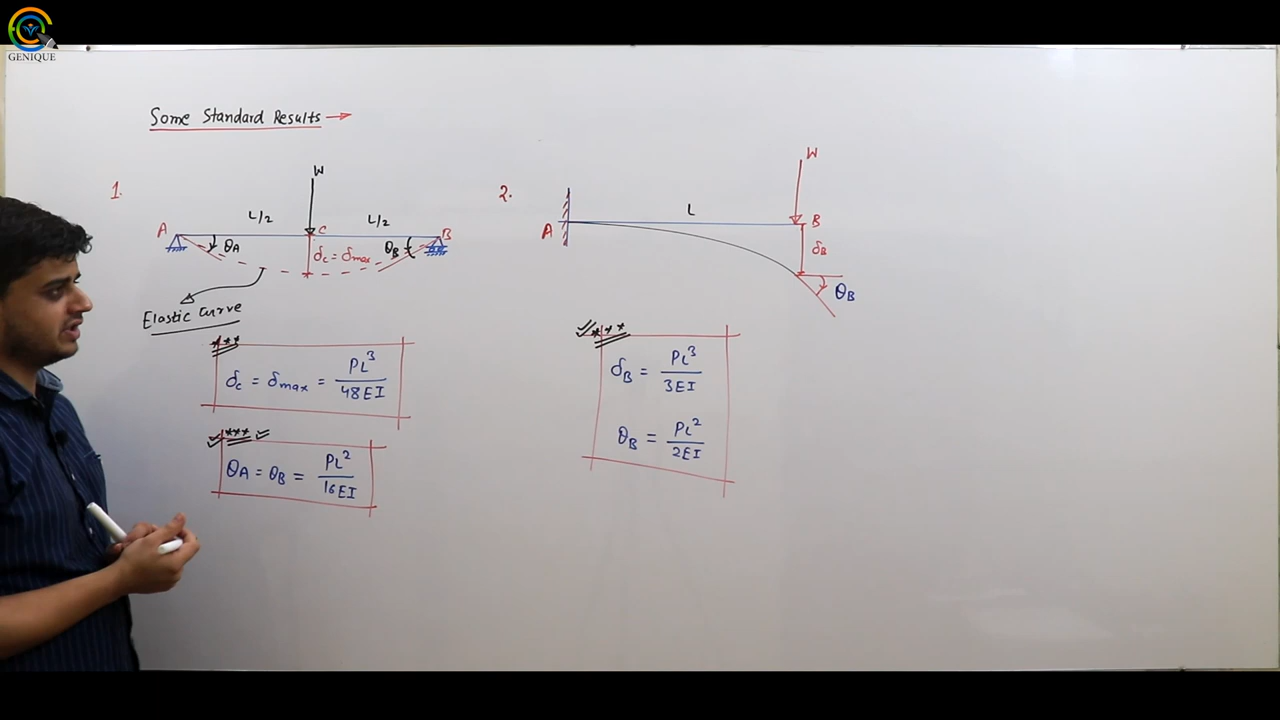 GENIQUE
Some Standard Results →
1.
W
L/2
L/2
A
C
B
θA
δc = δmax
θB
Elastic Curve
***
δc = δmax = PL³/48EI
***
θA = θB = PL²/16EI
2.
W
L
A
B
δB
θB
***
δB = PL³/3EI
θB = PL²/2EI